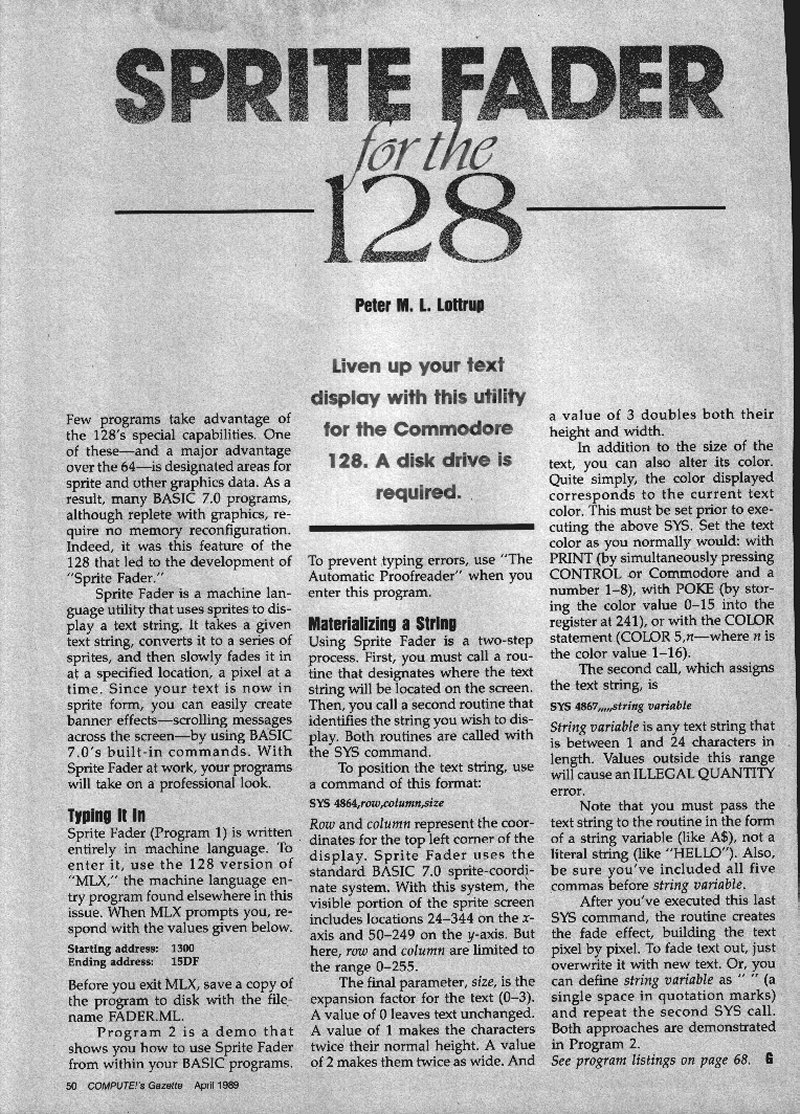 SPRITE FADER
for the
128
Peter M. L. Lottrup
Liven up your text
display with this utility
for the Commodore
128. A disk drive is
required.
Few programs take advantage of
the 128's special capabilities. One
of these—and a major advantage
over the 64—is designated areas for
sprite and other graphics data. As a
result, many BASIC 7.0 programs,
although replete with graphics, re-
quire no memory reconfiguration.
Indeed, it was this feature of the
128 that led to the development of
"Sprite Fader."
Sprite Fader is a machine lan-
guage utility that uses sprites to dis-
play a text string. It takes a given
text string, converts it to a series of
sprites, and then slowly fades it in
at a specified location, a pixel at a
time. Since your text is now in
sprite form, you can easily create
banner effects—scrolling messages
across the screen—by using BASIC
7.0's built-in commands. With
Sprite Fader at work, your programs
will take on a professional look.
Typing It In
Sprite Fader (Program 1) is written
entirely in machine language. To
enter it, use the 128 version of
"MLX," the machine language en-
try program found elsewhere in this
issue. When MLX prompts you, re-
spond with the values given below.
Starting address: 1300
Ending address: 15DF
Before you exit MLX, save a copy of
the program to disk with the file-
name FADER.ML.
Program 2 is a demo that
shows you how to use Sprite Fader
from within your BASIC programs.
To prevent typing errors, use "The
Automatic Proofreader" when you
enter this program.
Materializing a String
Using Sprite Fader is a two-step
process. First, you must call a rou-
tine that designates where the text
string will be located on the screen.
Then, you call a second routine that
identifies the string you wish to dis-
play. Both routines are called with
the SYS command.
To position the text string, use
a command of this format:
SYS 4864,row,column,size
Row and column represent the coor-
dinates for the top left corner of the
display. Sprite Fader uses the
standard BASIC 7.0 sprite-coordi-
nate system. With this system, the
visible portion of the sprite screen
includes locations 24–344 on the x-
axis and 50–249 on the y-axis. But
here, row and column are limited to
the range 0–255.
The final parameter, size, is the
expansion factor for the text (0–3).
A value of 0 leaves text unchanged.
A value of 1 makes the characters
twice their normal height. A value
of 2 makes them twice as wide. And
a value of 3 doubles both their
height and width.
In addition to the size of the
text, you can also alter its color.
Quite simply, the color displayed
corresponds to the current text
color. This must be set prior to exe-
cuting the above SYS. Set the text
color as you normally would: with
PRINT (by simultaneously pressing
CONTROL or Commodore and a
number 1–8), with POKE (by stor-
ing the color value 0–15 into the
register at 241), or with the COLOR
statement (COLOR 5,n—where n is
the color value 1–16).
The second call, which assigns
the text string, is
SYS 4867,,,,,string variable
String variable is any text string that
is between 1 and 24 characters in
length. Values outside this range
will cause an ILLEGAL QUANTITY
error.
Note that you must pass the
text string to the routine in the form
of a string variable (like A$), not a
literal string (like "HELLO"). Also,
be sure you've included all five
commas before string variable.
After you've executed this last
SYS command, the routine creates
the fade effect, building the text
pixel by pixel. To fade text out, just
overwrite it with new text. Or, you
can define string variable as " " (a
single space in quotation marks)
and repeat the second SYS call.
Both approaches are demonstrated
in Program 2.
See program listings on page 68. G
50 COMPUTE!'s Gazette April 1989